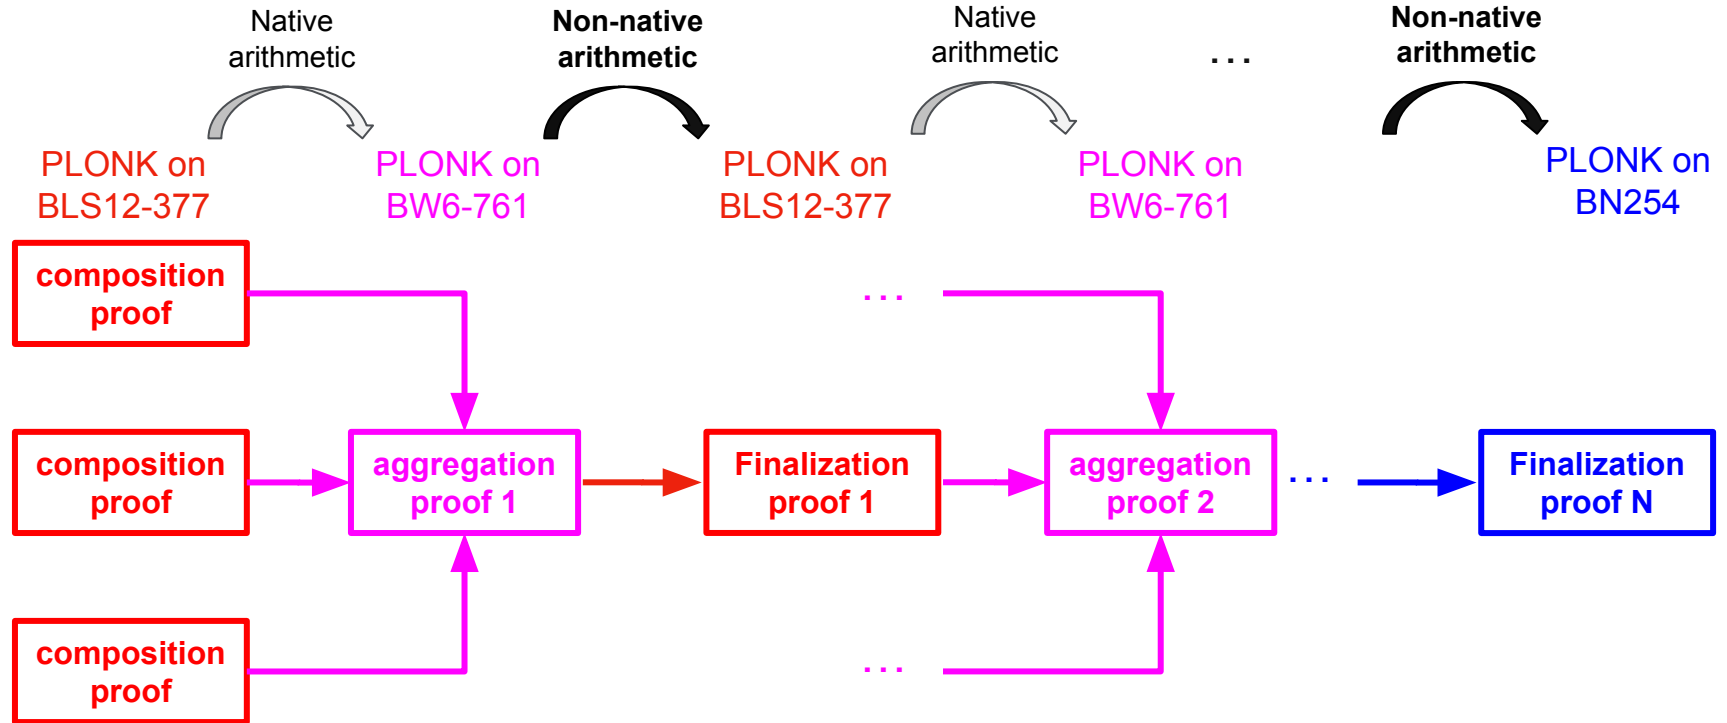 Native
arithmetic
Non-native
arithmetic
Native
arithmetic
...
Non-native
arithmetic
PLONK on
BLS12-377
PLONK on
BW6-761
PLONK on
BLS12-377
PLONK on
BW6-761
PLONK on
BN254
composition
proof
...
composition
proof
aggregation
proof 1
Finalization
proof 1
aggregation
proof 2
...
Finalization
proof N
composition
proof
...